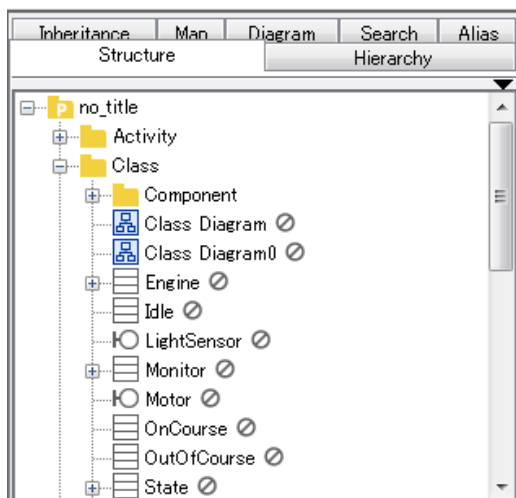 Inheritance Map Diagram Search Alias
Structure Hierarchy
P no_title
Activity
Class
Component
Class Diagram
Class Diagram0
Engine
Idle
LightSensor
Monitor
Motor
OnCourse
OutOfCourse
State